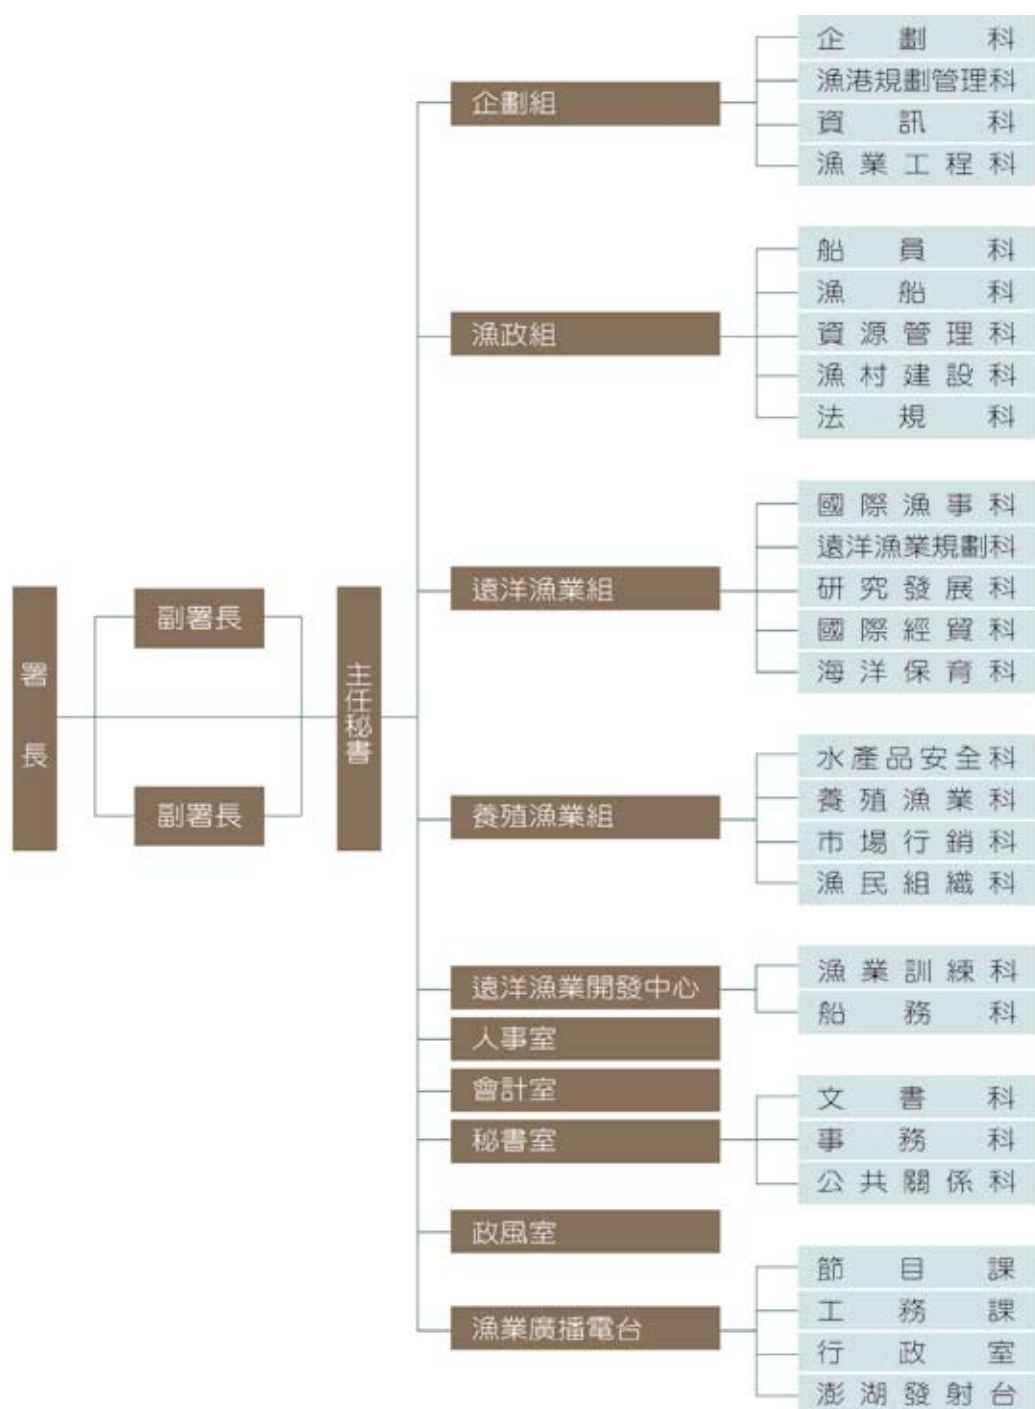 署長
副署長
副署長
主任秘書
企劃組
企劃科
漁港規劃管理科
資訊科
漁業工程科
漁政組
船員科
漁船科
資源管理科
漁村建設科
法規科
遠洋漁業組
國際漁事科
遠洋漁業規劃科
研究發展科
國際經貿科
海洋保育科
養殖漁業組
水產品安全科
養殖漁業科
市場行銷科
漁民組織科
遠洋漁業開發中心
漁業訓練科
船務科
人事室
會計室
秘書室
文書科
事務科
公共關係科
政風室
漁業廣播電台
節目課
工務課
行政室
澎湖發射台